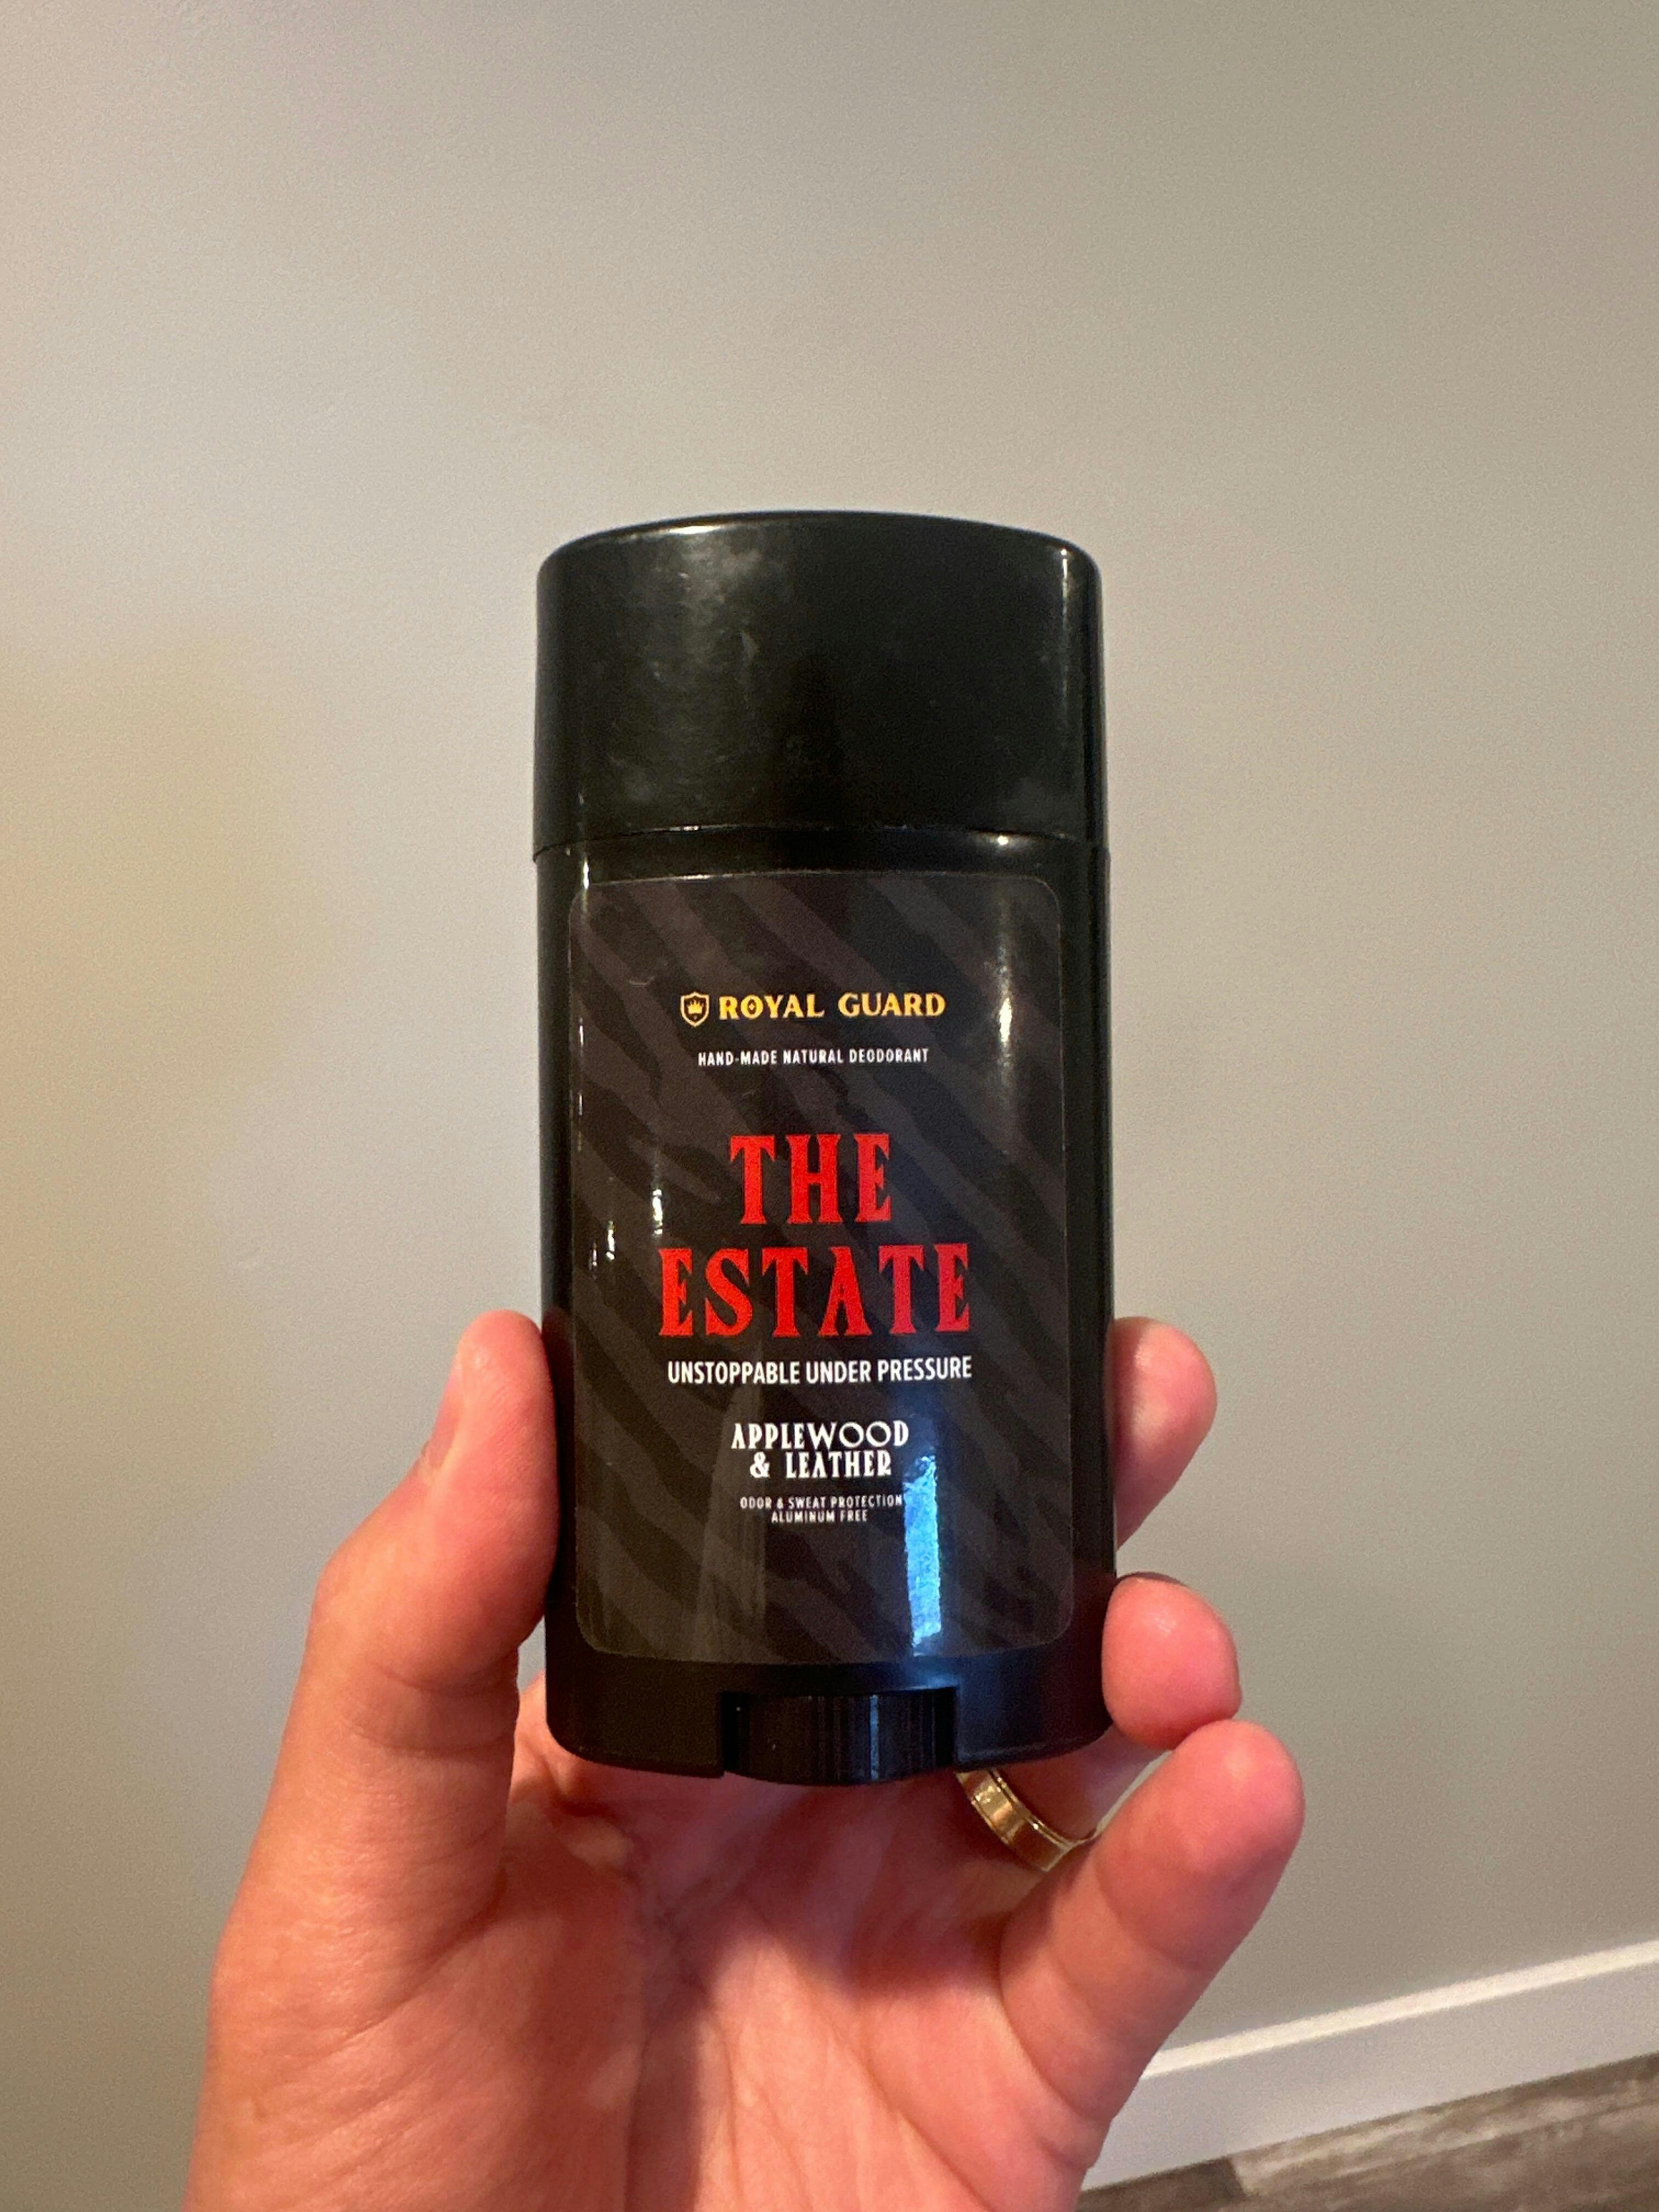 ROYAL GUARD
HAND-MADE NATURAL DEODORANT
THE
ESTATE
UNSTOPPABLE UNDER PRESSURE
APPLEWOOD
& LEATHER
ODOR & SWEAT PROTECTION
ALUMINUM FREE